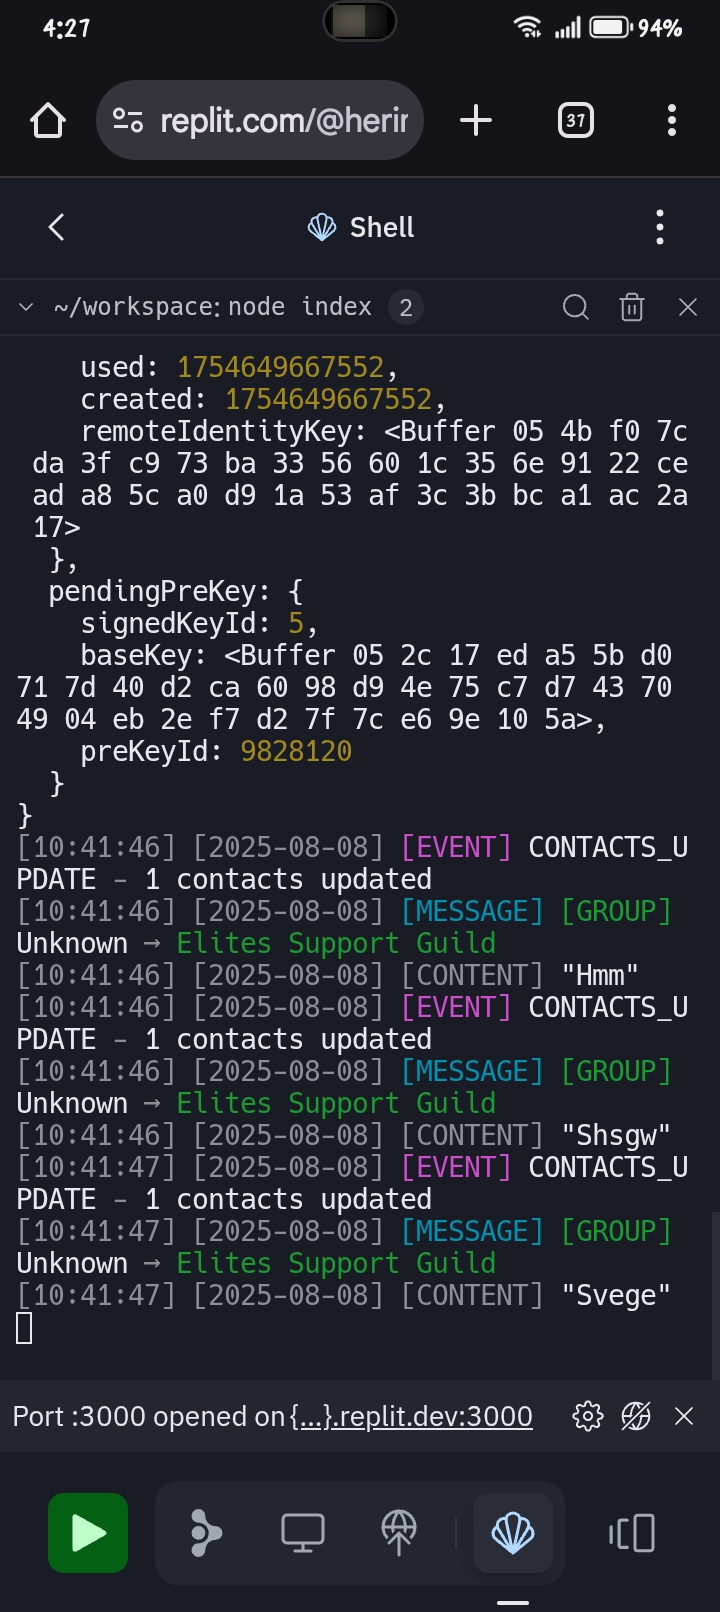 4:27
94%
replit.com/@herir
37
Shell
~/workspace: node index 2
used: 1754649667552,
created: 1754649667552,
remoteIdentityKey: <Buffer 05 4b f0 7c
da 3f c9 73 ba 33 56 60 1c 35 6e 91 22 ce
ad a8 5c a0 d9 1a 53 af 3c 3b bc a1 ac 2a
17>
},
pendingPreKey: {
signedKeyId: 5,
baseKey: <Buffer 05 2c 17 ed a5 5b d0
71 7d 40 d2 ca 60 98 d9 4e 75 c7 d7 43 70
49 04 eb 2e f7 d2 7f 7c e6 9e 10 5a>,
preKeyId: 9828120
}
}
[10:41:46] [2025-08-08] [EVENT] CONTACTS_U
PDATE - 1 contacts updated
[10:41:46] [2025-08-08] [MESSAGE] [GROUP]
Unknown → Elites Support Guild
[10:41:46] [2025-08-08] [CONTENT] "Hmm"
[10:41:46] [2025-08-08] [EVENT] CONTACTS_U
PDATE - 1 contacts updated
[10:41:46] [2025-08-08] [MESSAGE] [GROUP]
Unknown → Elites Support Guild
[10:41:46] [2025-08-08] [CONTENT] "Shsgw"
[10:41:47] [2025-08-08] [EVENT] CONTACTS_U
PDATE - 1 contacts updated
[10:41:47] [2025-08-08] [MESSAGE] [GROUP]
Unknown → Elites Support Guild
[10:41:47] [2025-08-08] [CONTENT] "Svege"
Port :3000 opened on {...}.replit.dev:3000